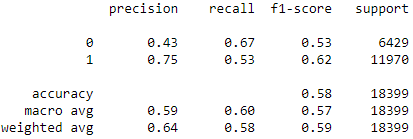 precision recall f1-score support
0 0.43 0.67 0.53 6429
1 0.75 0.53 0.62 11970
accuracy 0.58 18399
macro avg 0.59 0.60 0.57 18399
weighted avg 0.64 0.58 0.59 18399